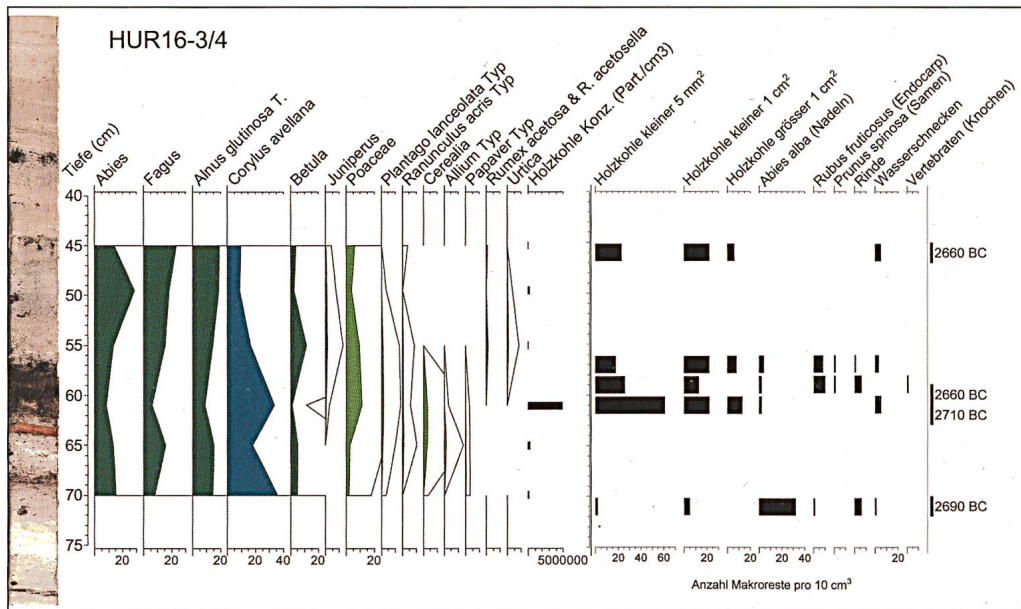 HUR16-3/4
Tiefe (cm)
Abies
Fagus
Alnus glutinosa T.
Corylus avellana
Betula
Juniperus
Poaceae
Plantago lanceolata Typ
Ranunculus acris Typ
Cerealia
Allium Typ
Papaver Typ
Rumex acetosa & R. acetosella
Urtica
Holzkohle Konz. (Part./cm3)
Holzkohle kleiner 5 mm²
Holzkohle kleiner 1 cm²
Holzkohle grösser 1 cm²
Abies alba (Nadeln)
Rubus fruticosus (Endocarp)
Prunus spinosa (Samen)
Rinde
Wasserschnecken
Vertebraten (Knochen)
40
45
50
55
60
65
70
75
2660 BC
2660 BC
2710 BC
2690 BC
20 20 20 20 40 20 20 5000000
20 40 60 20 20 20 20
Anzahl Makroreste pro 10 cm³